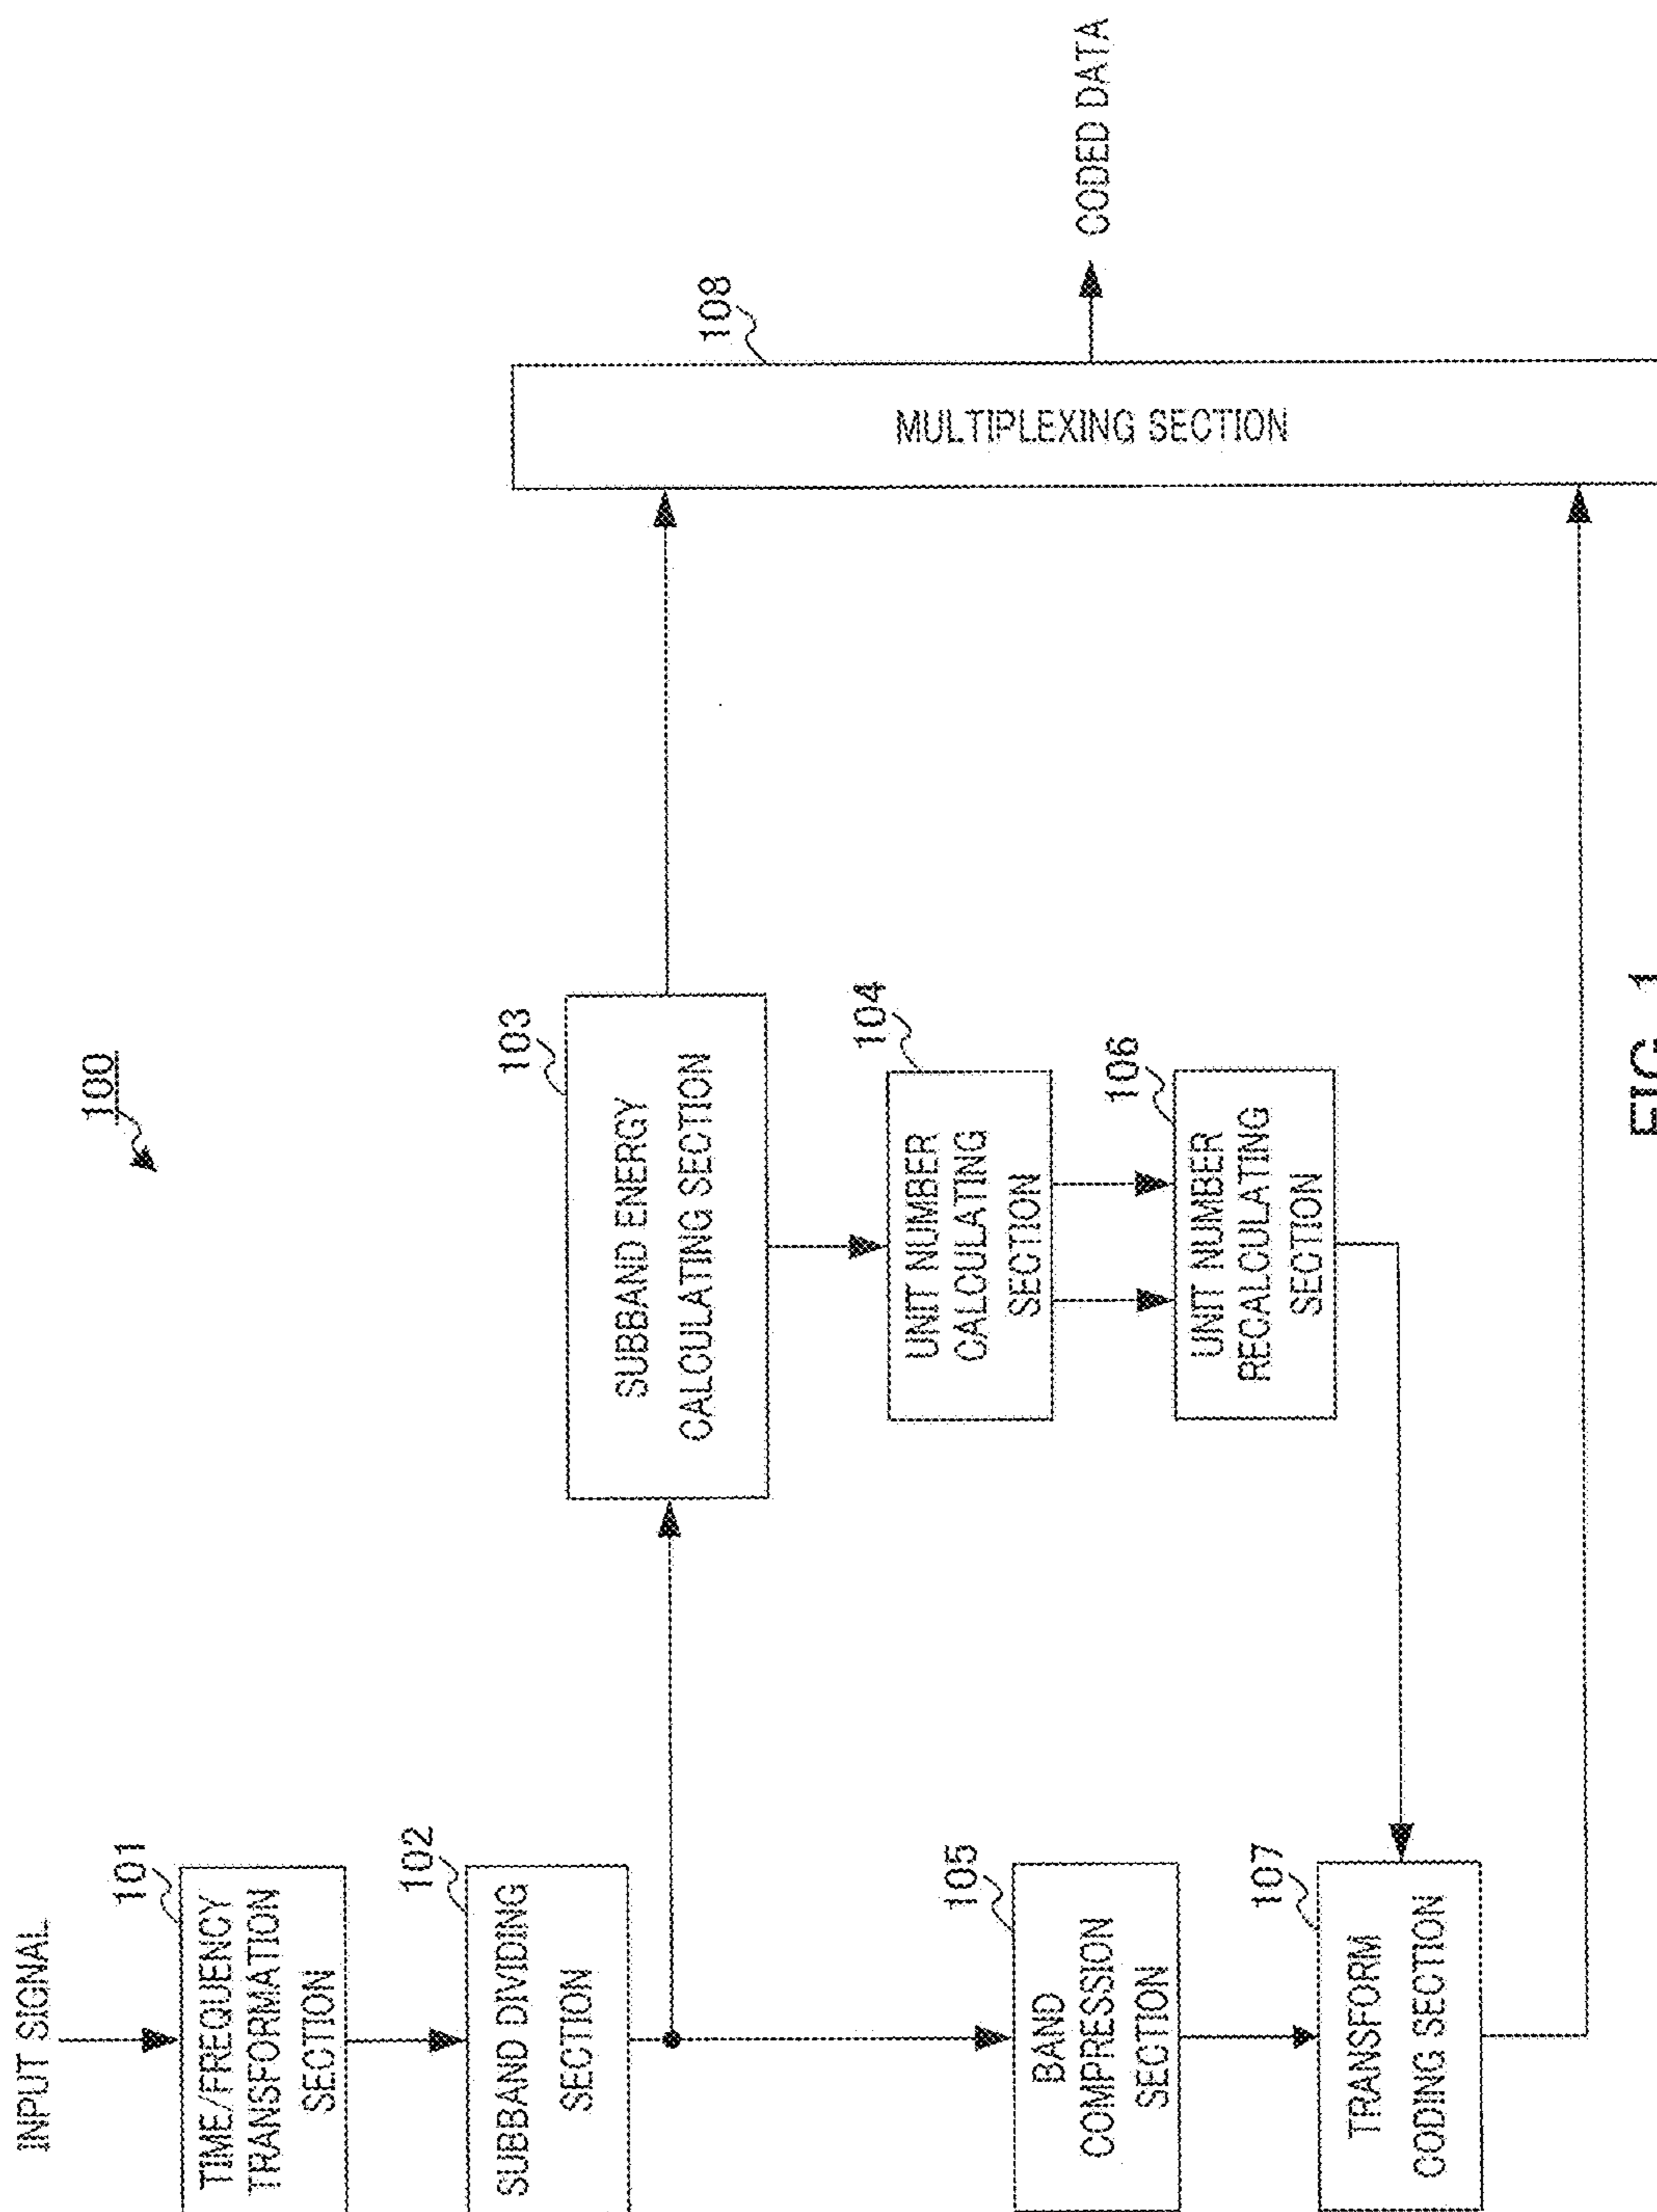 100
INPUT SIGNAL
101
TIME/FREQUENCY
TRANSFORMATION
SECTION
102
SUBBAND DIVIDING
SECTION
103
SUBBAND ENERGY
CALCULATING SECTION
104
UNIT NUMBER
CALCULATING
SECTION
105
BAND
COMPRESSION
SECTION
106
UNIT NUMBER
RECALCULATING
SECTION
107
TRANSFORM
CODING SECTION
108
MULTIPLEXING SECTION
CODED DATA
FIG. 1